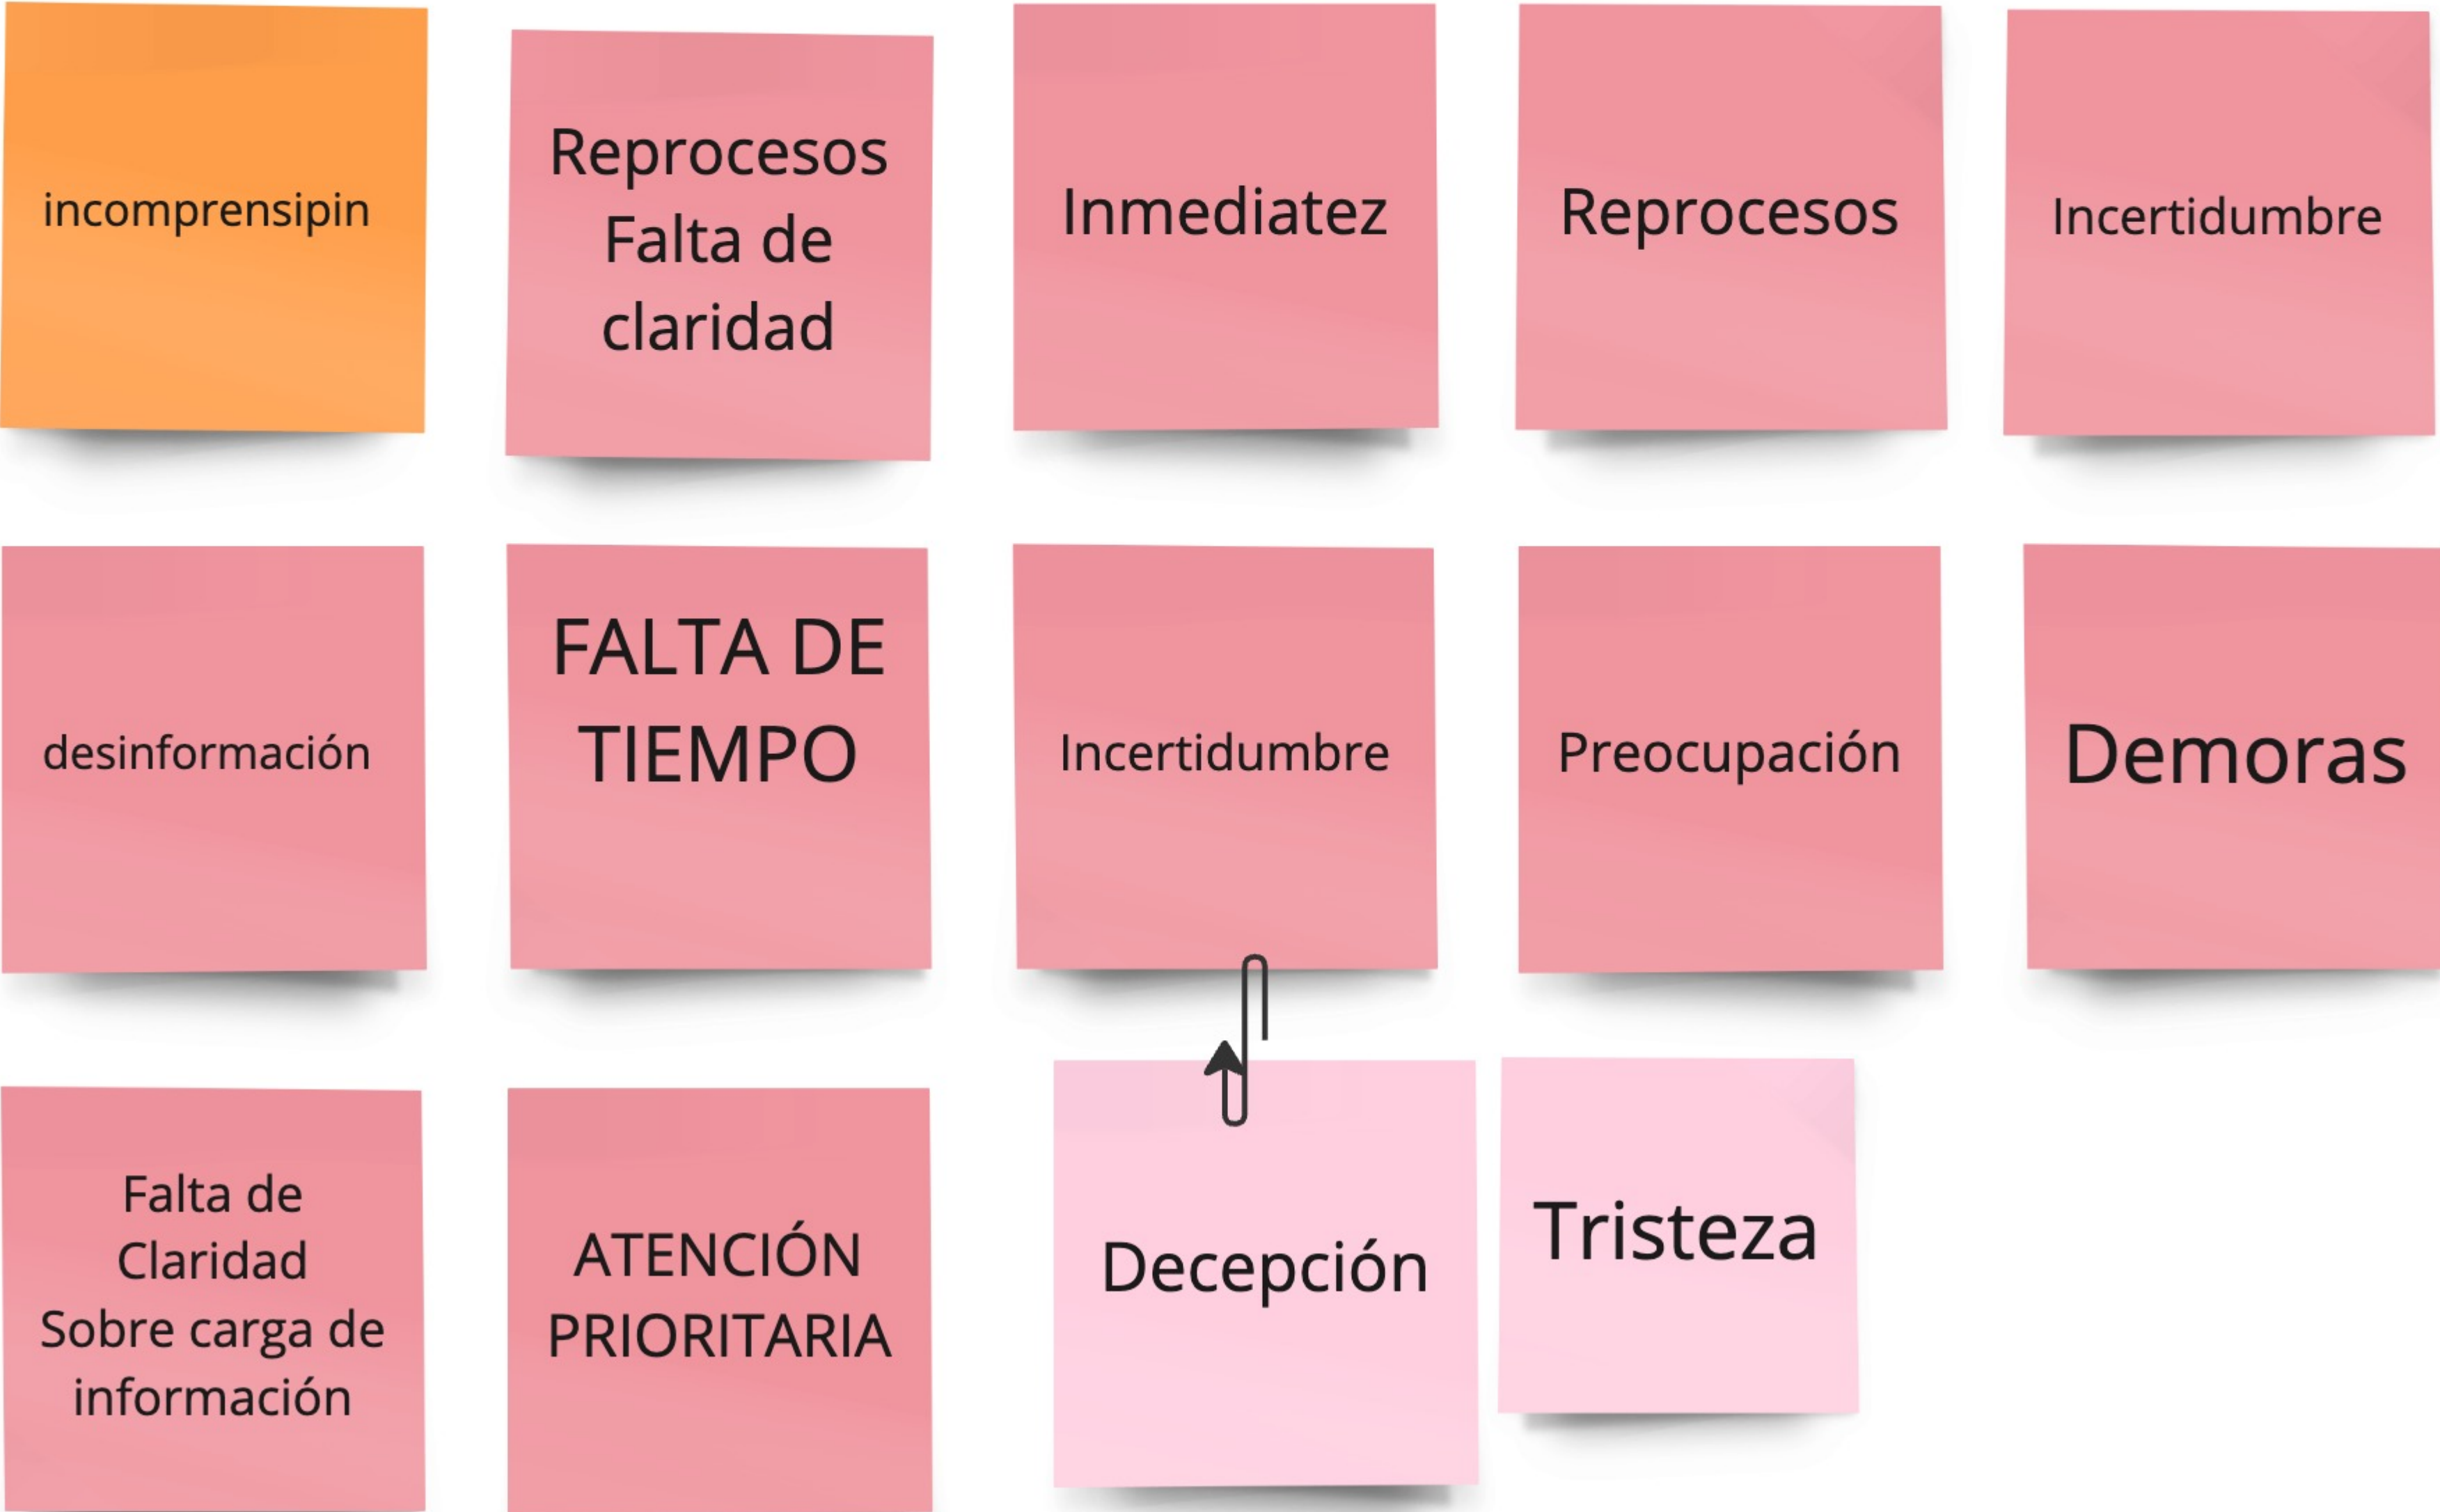 incomprensipin
Reprocesos
Falta de
claridad
Inmediatez
Reprocesos
Incertidumbre
desinformación
FALTA DE
TIEMPO
Incertidumbre
Preocupación
Demoras
Falta de
Claridad
Sobre carga de
información
ATENCIÓN
PRIORITARIA
Decepción
Tristeza